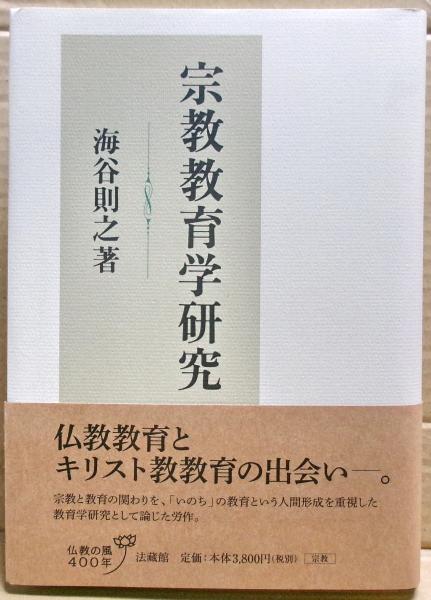 宗教教育学研究
海谷則之著
仏教教育と
キリスト教教育の出会い―。
宗教と教育の関わりを、「いのち」の教育という人間形成を重視した
教育学研究として論じた労作。
仏教の風
400年
法藏館 定価:本体3,800円(税別) 宗教